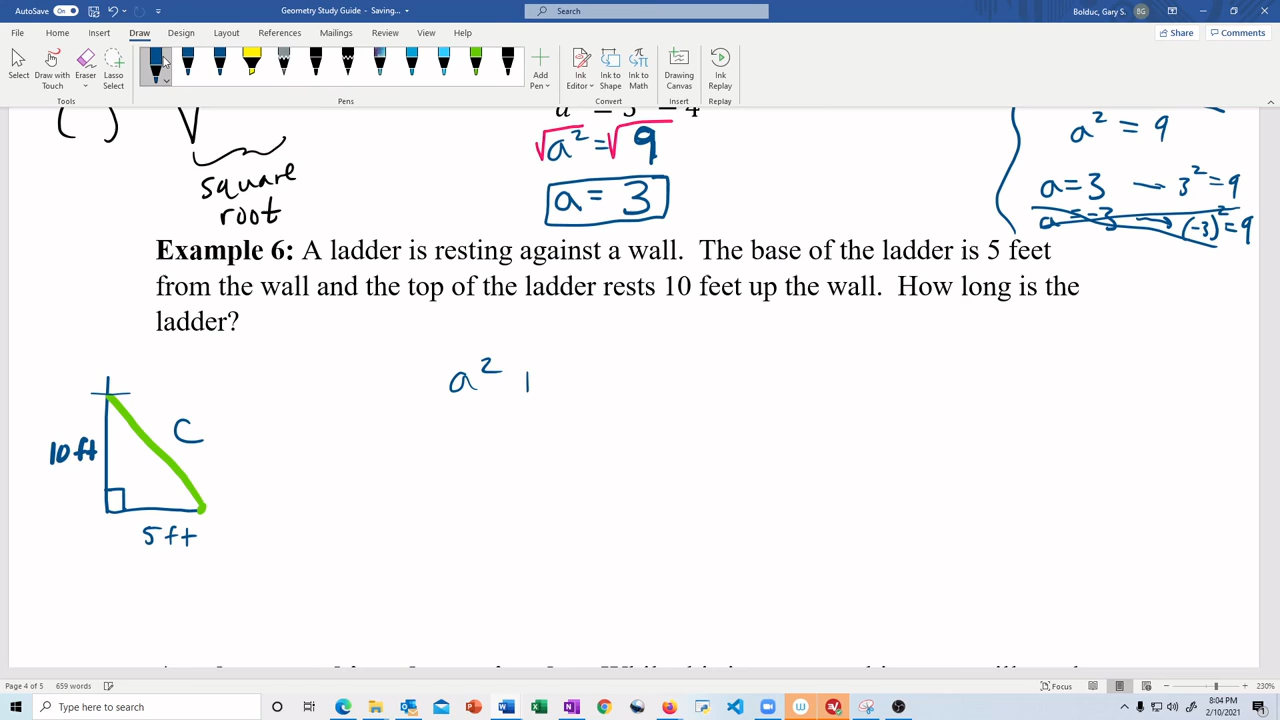 AutoSave On Geometry Study Guide - Saving... Search Bolduc, Gary S. BG
File Home Insert Draw Design Layout References Mailings Review View Help Share Comments
Select Draw with Touch Eraser Lasso Select Add Pen Ink Editor Ink to Shape Ink to Math Drawing Canvas Ink Replay
Tools Pens Convert Insert Replay
( ) √
square
root
√a² = √9
a = 3
a² = 9
a = 3 → 3² = 9
a = -3 → (-3)² = 9
Example 6: A ladder is resting against a wall. The base of the ladder is 5 feet
from the wall and the top of the ladder rests 10 feet up the wall. How long is the
ladder?
a² |
C
10 ft
5 ft
Page 4 of 5 659 words Focus 230%
Type here to search 8:04 PM
2/10/2021